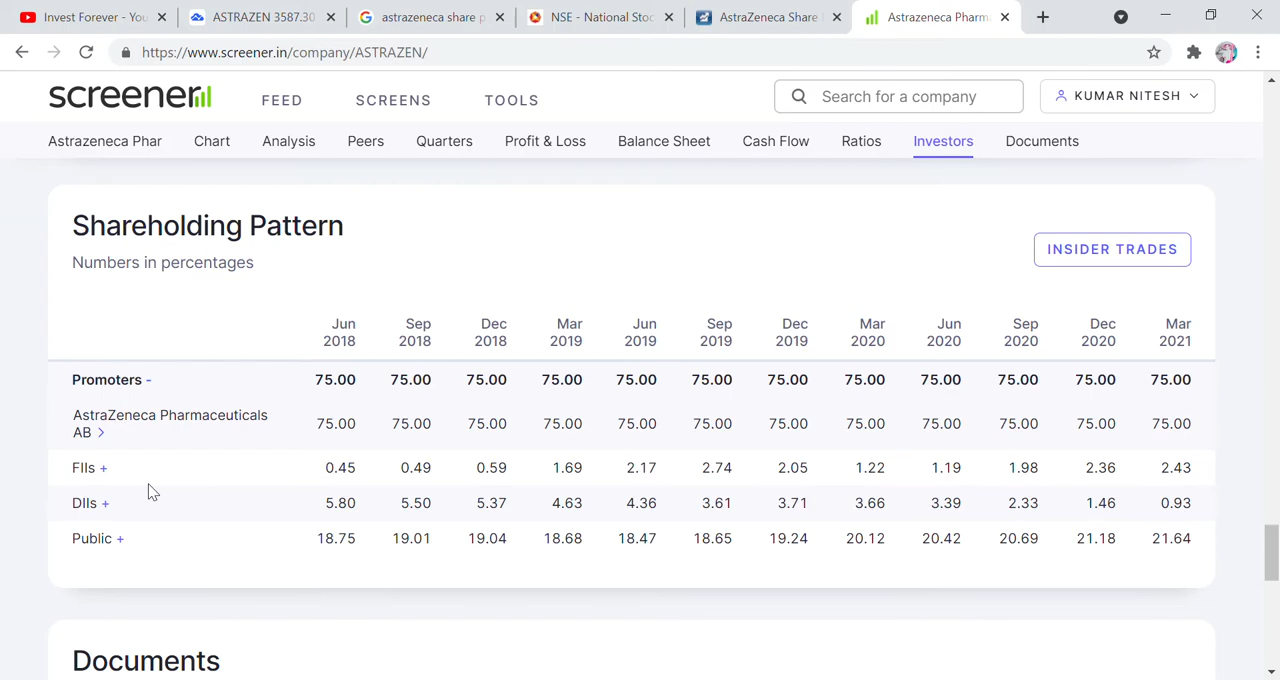 Invest Forever - You
ASTRAZEN 3587.30
astrazeneca share p
NSE - National Stoc
AstraZeneca Share
Astrazeneca Pharm
https://www.screener.in/company/ASTRAZEN/
screener
FEED
SCREENS
TOOLS
Search for a company
KUMAR NITESH
Astrazeneca Phar Chart Analysis Peers Quarters Profit & Loss Balance Sheet Cash Flow Ratios Investors Documents
Shareholding Pattern
Numbers in percentages
INSIDER TRADES
Jun Sep Dec Mar Jun Sep Dec Mar Jun Sep Dec Mar
2018 2018 2018 2019 2019 2019 2019 2020 2020 2020 2020 2021
Promoters - 75.00 75.00 75.00 75.00 75.00 75.00 75.00 75.00 75.00 75.00 75.00 75.00
AstraZeneca Pharmaceuticals
AB > 75.00 75.00 75.00 75.00 75.00 75.00 75.00 75.00 75.00 75.00 75.00 75.00
FIIs + 0.45 0.49 0.59 1.69 2.17 2.74 2.05 1.22 1.19 1.98 2.36 2.43
DIIs + 5.80 5.50 5.37 4.63 4.36 3.61 3.71 3.66 3.39 2.33 1.46 0.93
Public + 18.75 19.01 19.04 18.68 18.47 18.65 19.24 20.12 20.42 20.69 21.18 21.64
Documents